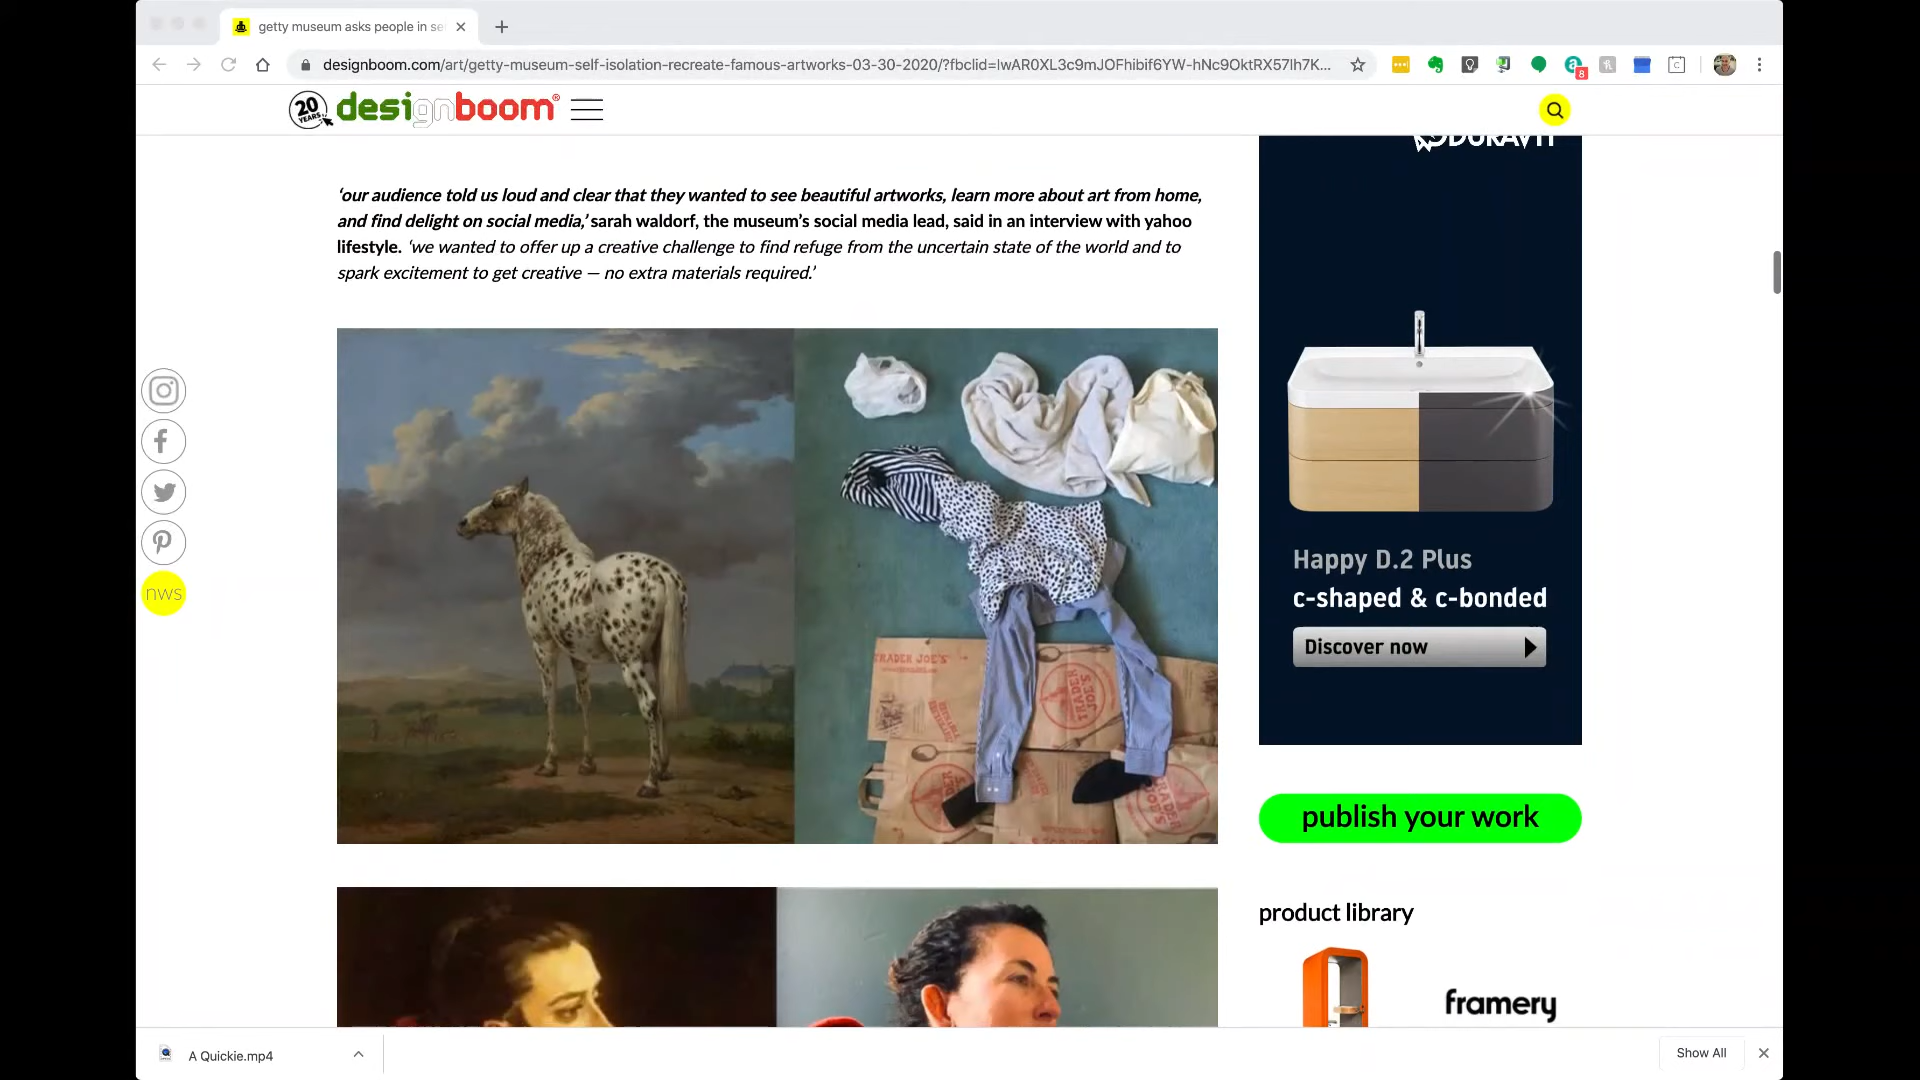 getty museum asks people in se
designboom.com/art/getty-museum-self-isolation-recreate-famous-artworks-03-30-2020/?fbclid=IwAR0XL3c9mJOFhibif6YW-hNc9OktRX57lh7K...
8
20
YEARS
designboom®
DURAVIT
‘our audience told us loud and clear that they wanted to see beautiful artworks, learn more about art from home,
and find delight on social media,’ sarah waldorf, the museum’s social media lead, said in an interview with yahoo
lifestyle. ‘we wanted to offer up a creative challenge to find refuge from the uncertain state of the world and to
spark excitement to get creative — no extra materials required.’
nws
TRADER JOE'S
TRADER JOE'S
Happy D.2 Plus
c-shaped & c-bonded
Discover now
publish your work
product library
framery
A Quickie.mp4
Show All